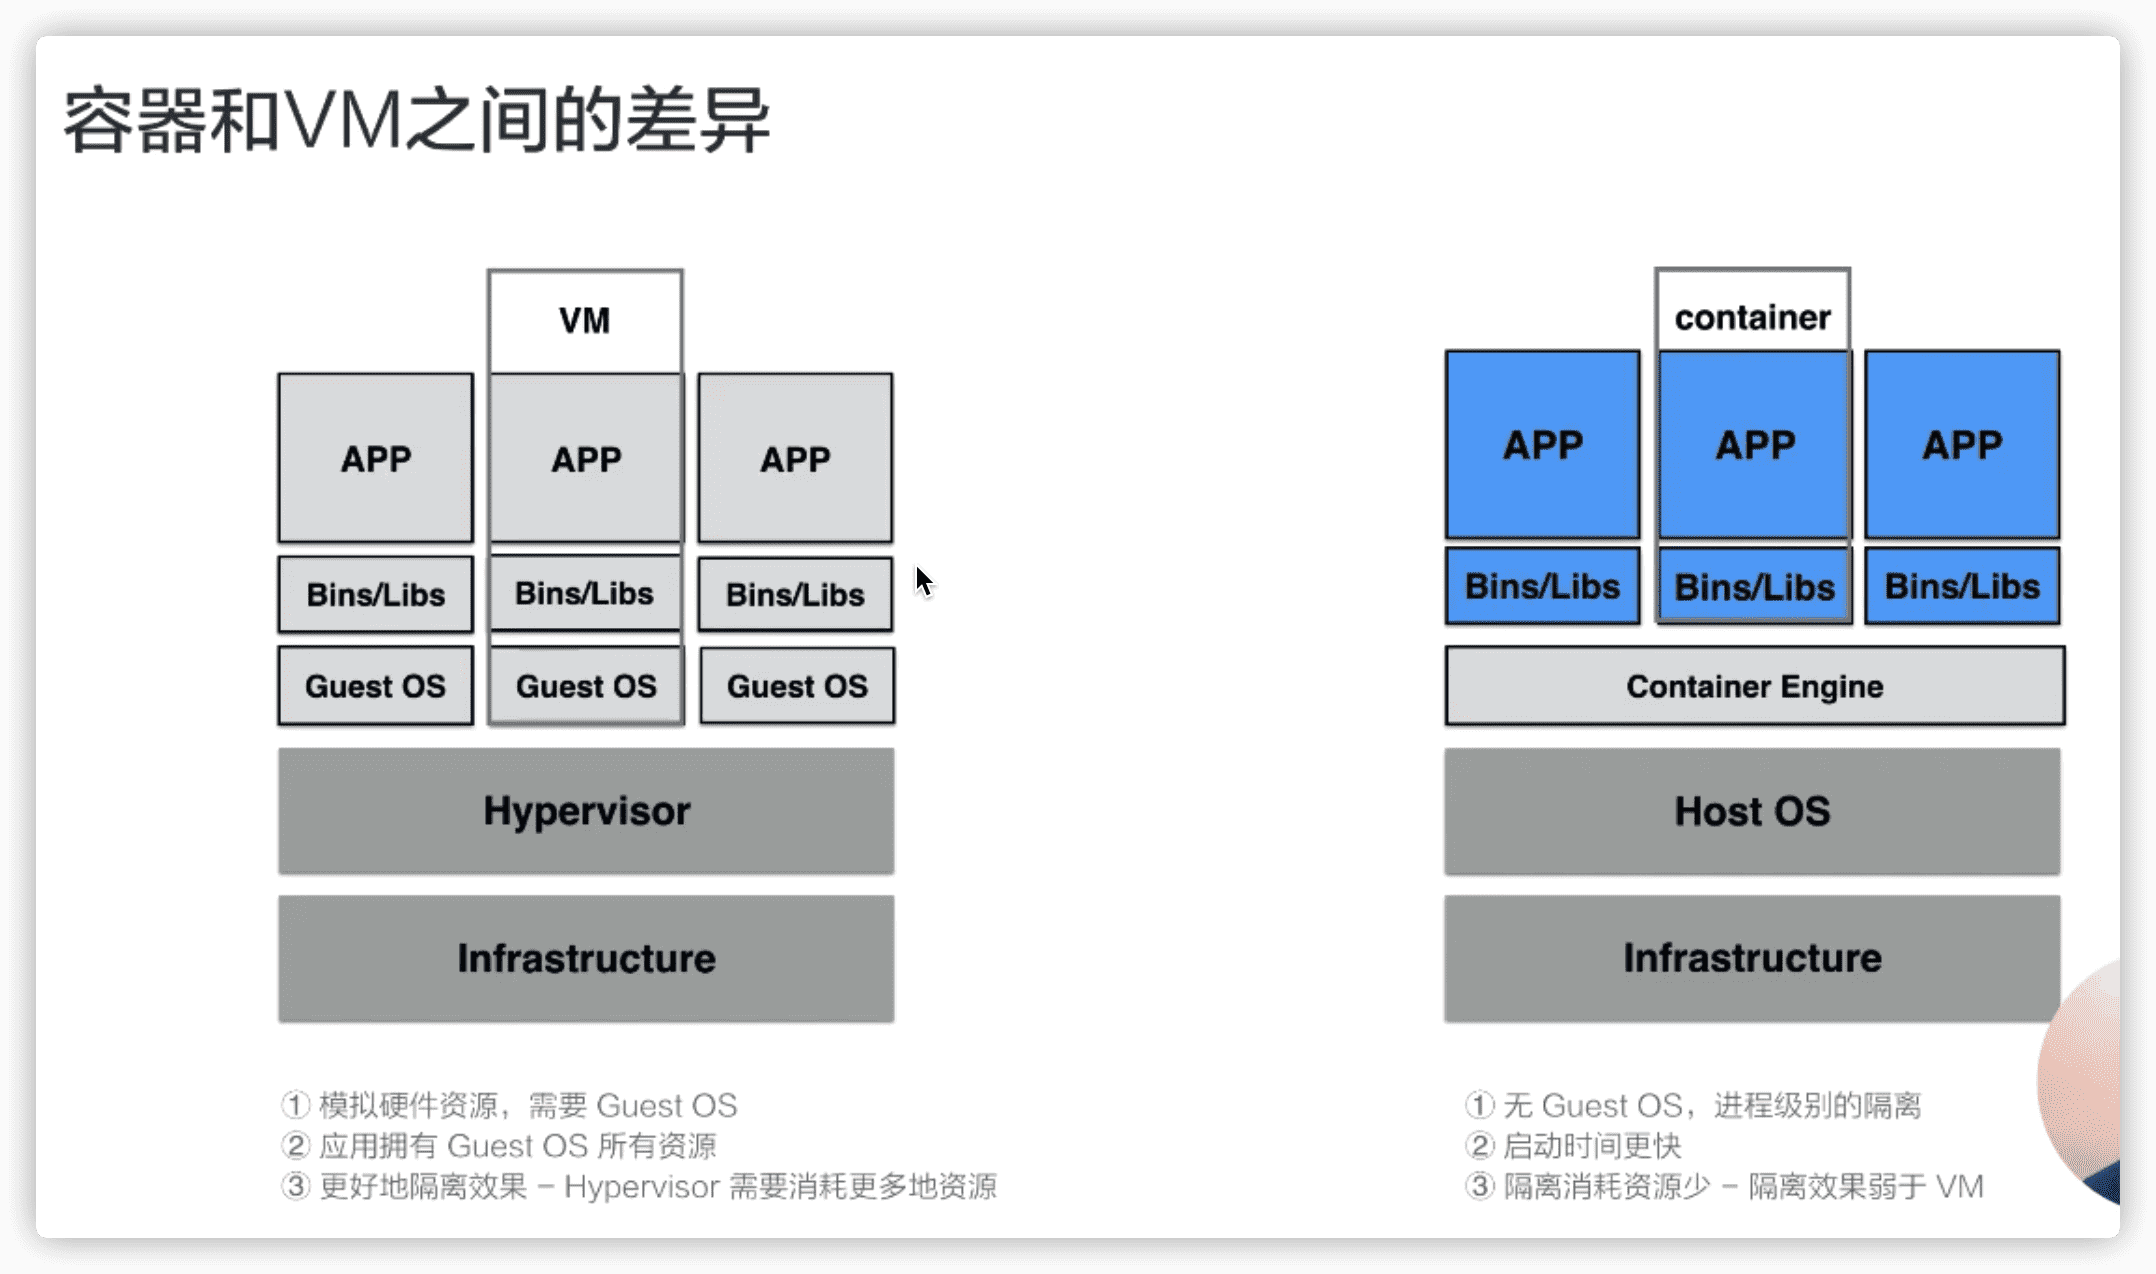 容器和VM之间的差异
VM
APP APP APP
Bins/Libs Bins/Libs Bins/Libs
Guest OS Guest OS Guest OS
Hypervisor
Infrastructure
① 模拟硬件资源，需要 Guest OS
② 应用拥有 Guest OS 所有资源
③ 更好地隔离效果 – Hypervisor 需要消耗更多地资源
container
APP APP APP
Bins/Libs Bins/Libs Bins/Libs
Container Engine
Host OS
Infrastructure
① 无 Guest OS，进程级别的隔离
② 启动时间更快
③ 隔离消耗资源少 – 隔离效果弱于 VM